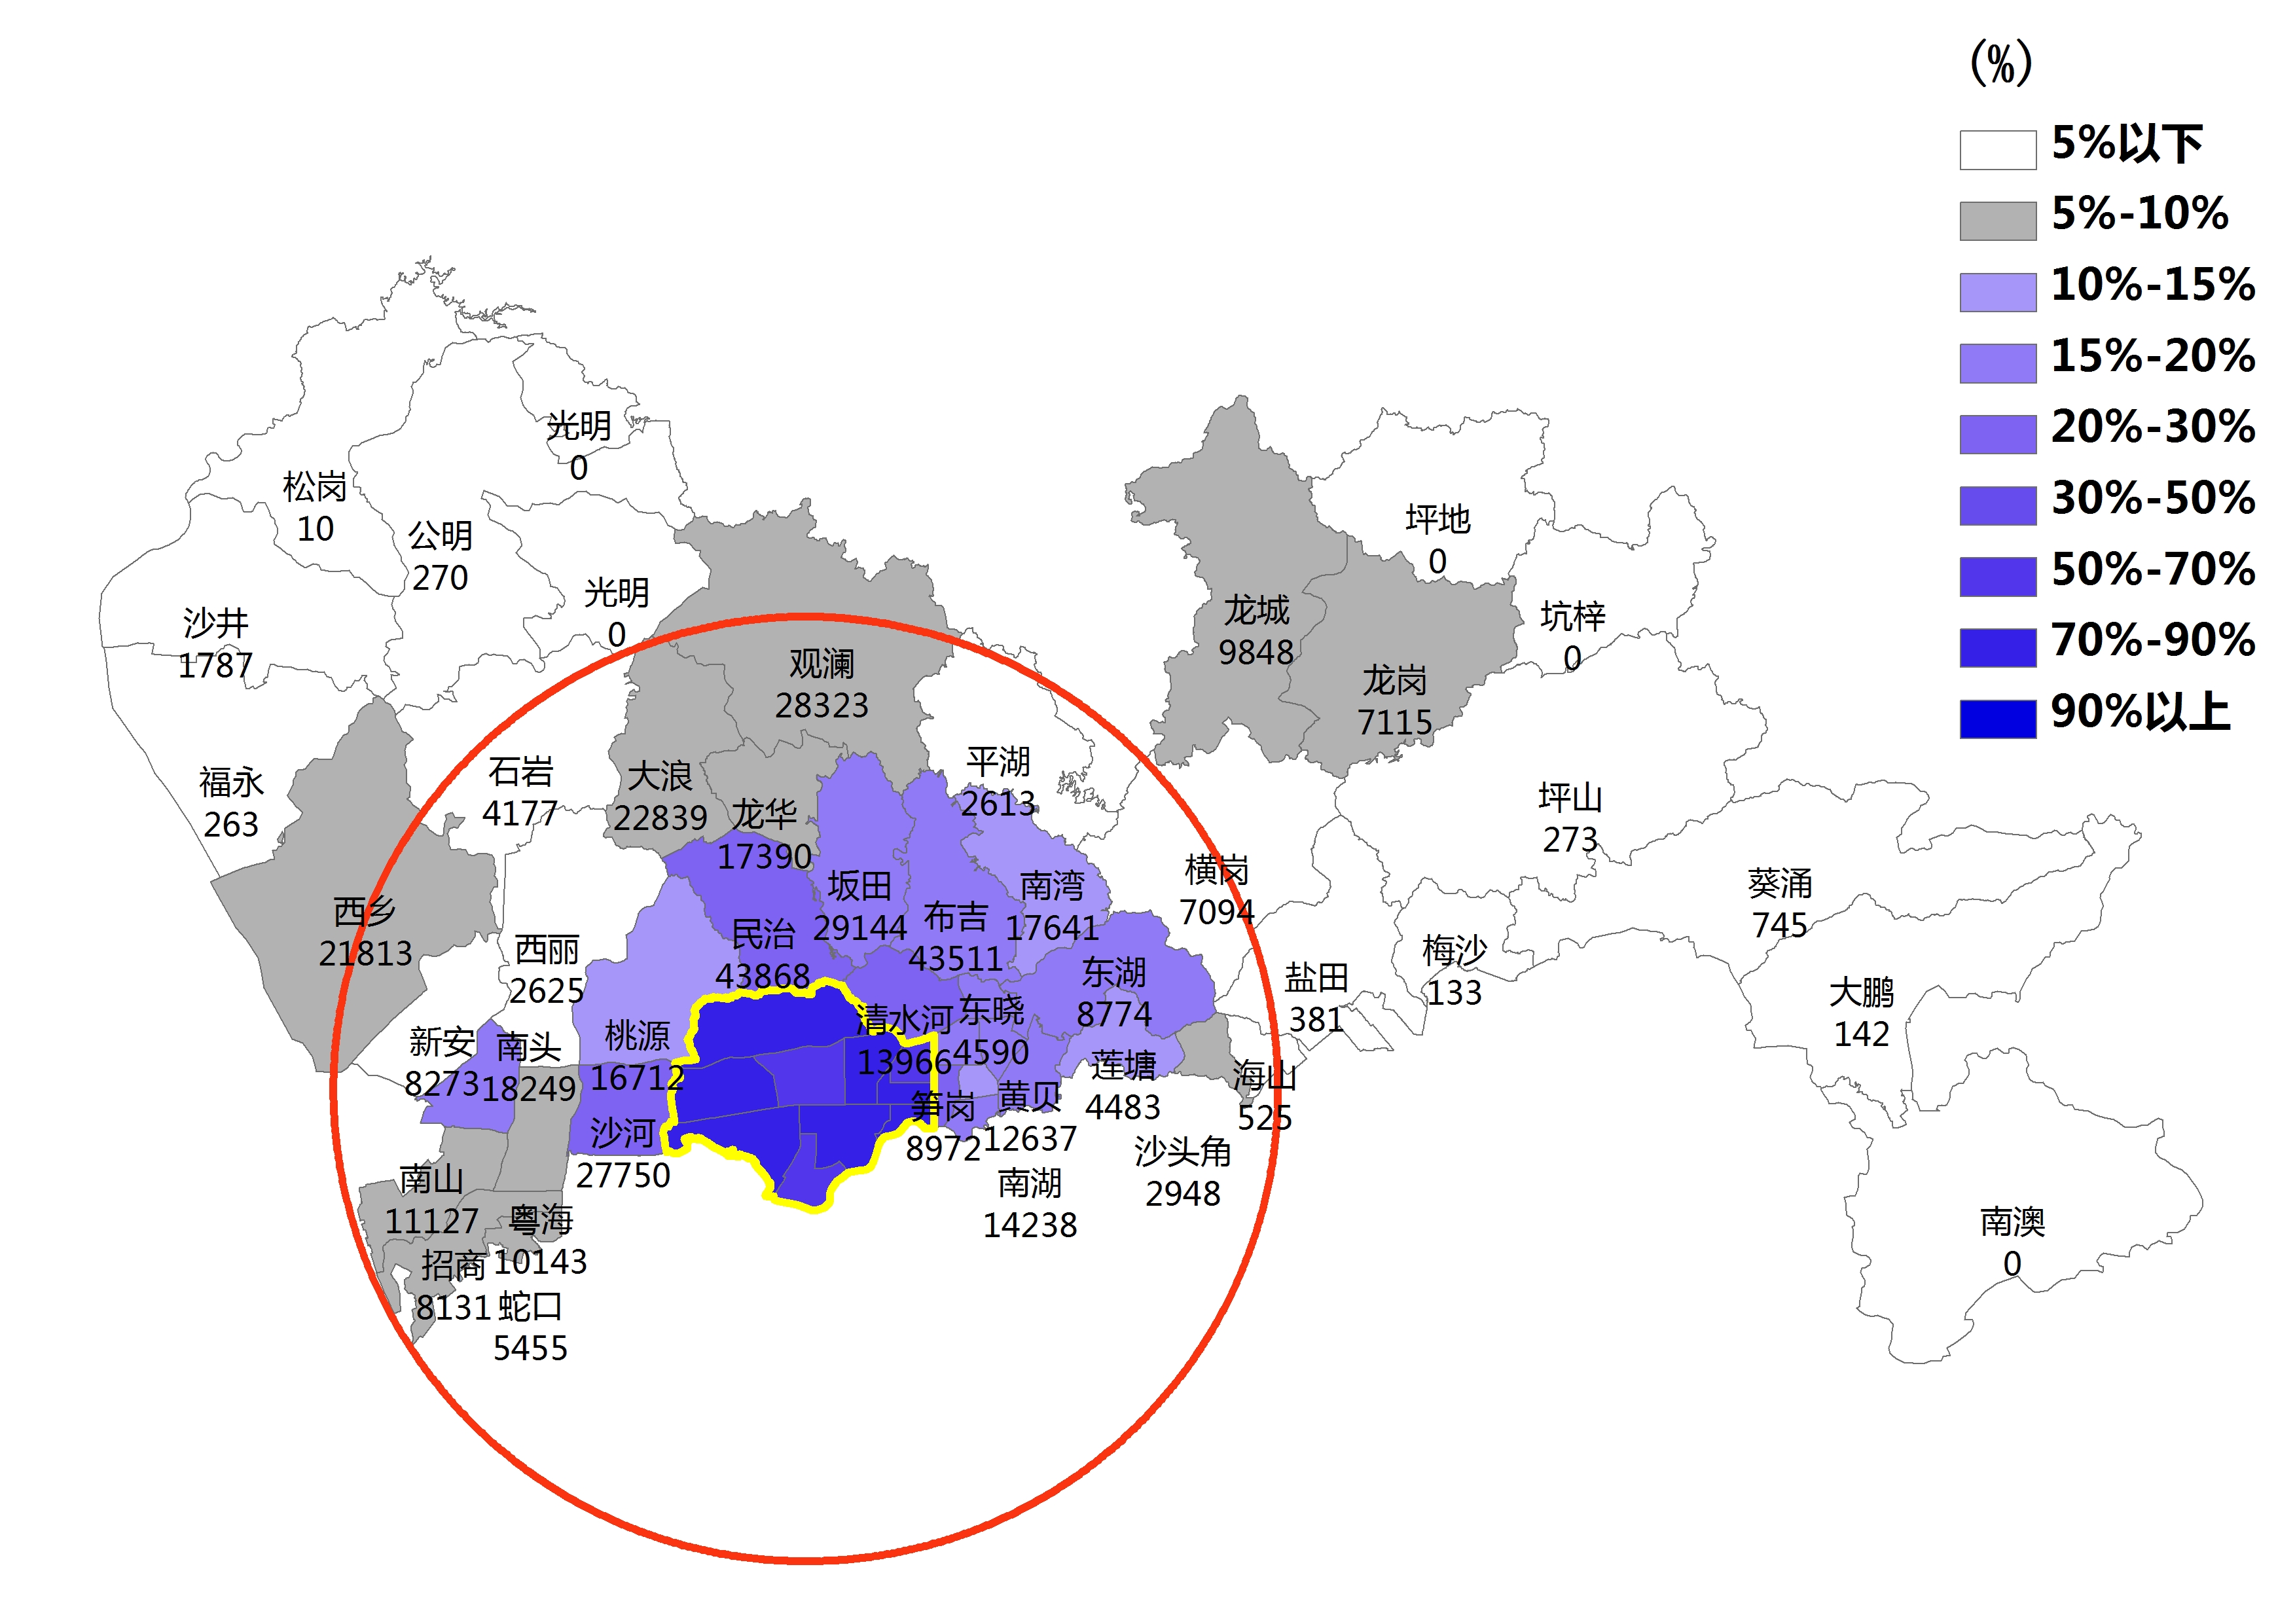 (%)
5%以下
5%-10%
10%-15%
15%-20%
20%-30%
30%-50%
50%-70%
70%-90%
90%以上
光明
0
松岗
10
公明
270
光明
0
沙井
1787
福永
263
石岩
4177
西乡
21813
观澜
28323
大浪
22839
龙华
17390
平湖
2613
龙城
9848
龙岗
7115
坪地
0
坑梓
0
坪山
273
葵涌
745
横岗
7094
坂田
29144
布吉
43511
南湾
17641
民治
43868
西丽
2625
东湖
8774
盐田
381
梅沙
133
大鹏
142
新安
8273
南头
18249
桃源
16712
清水河
13966
东晓
4590
莲塘
4483
海山
525
沙河
27750
笋岗
8972
黄贝
12637
沙头角
2948
南湖
14238
南山
11127
粤海
10143
招商
8131
蛇口
5455
南澳
0